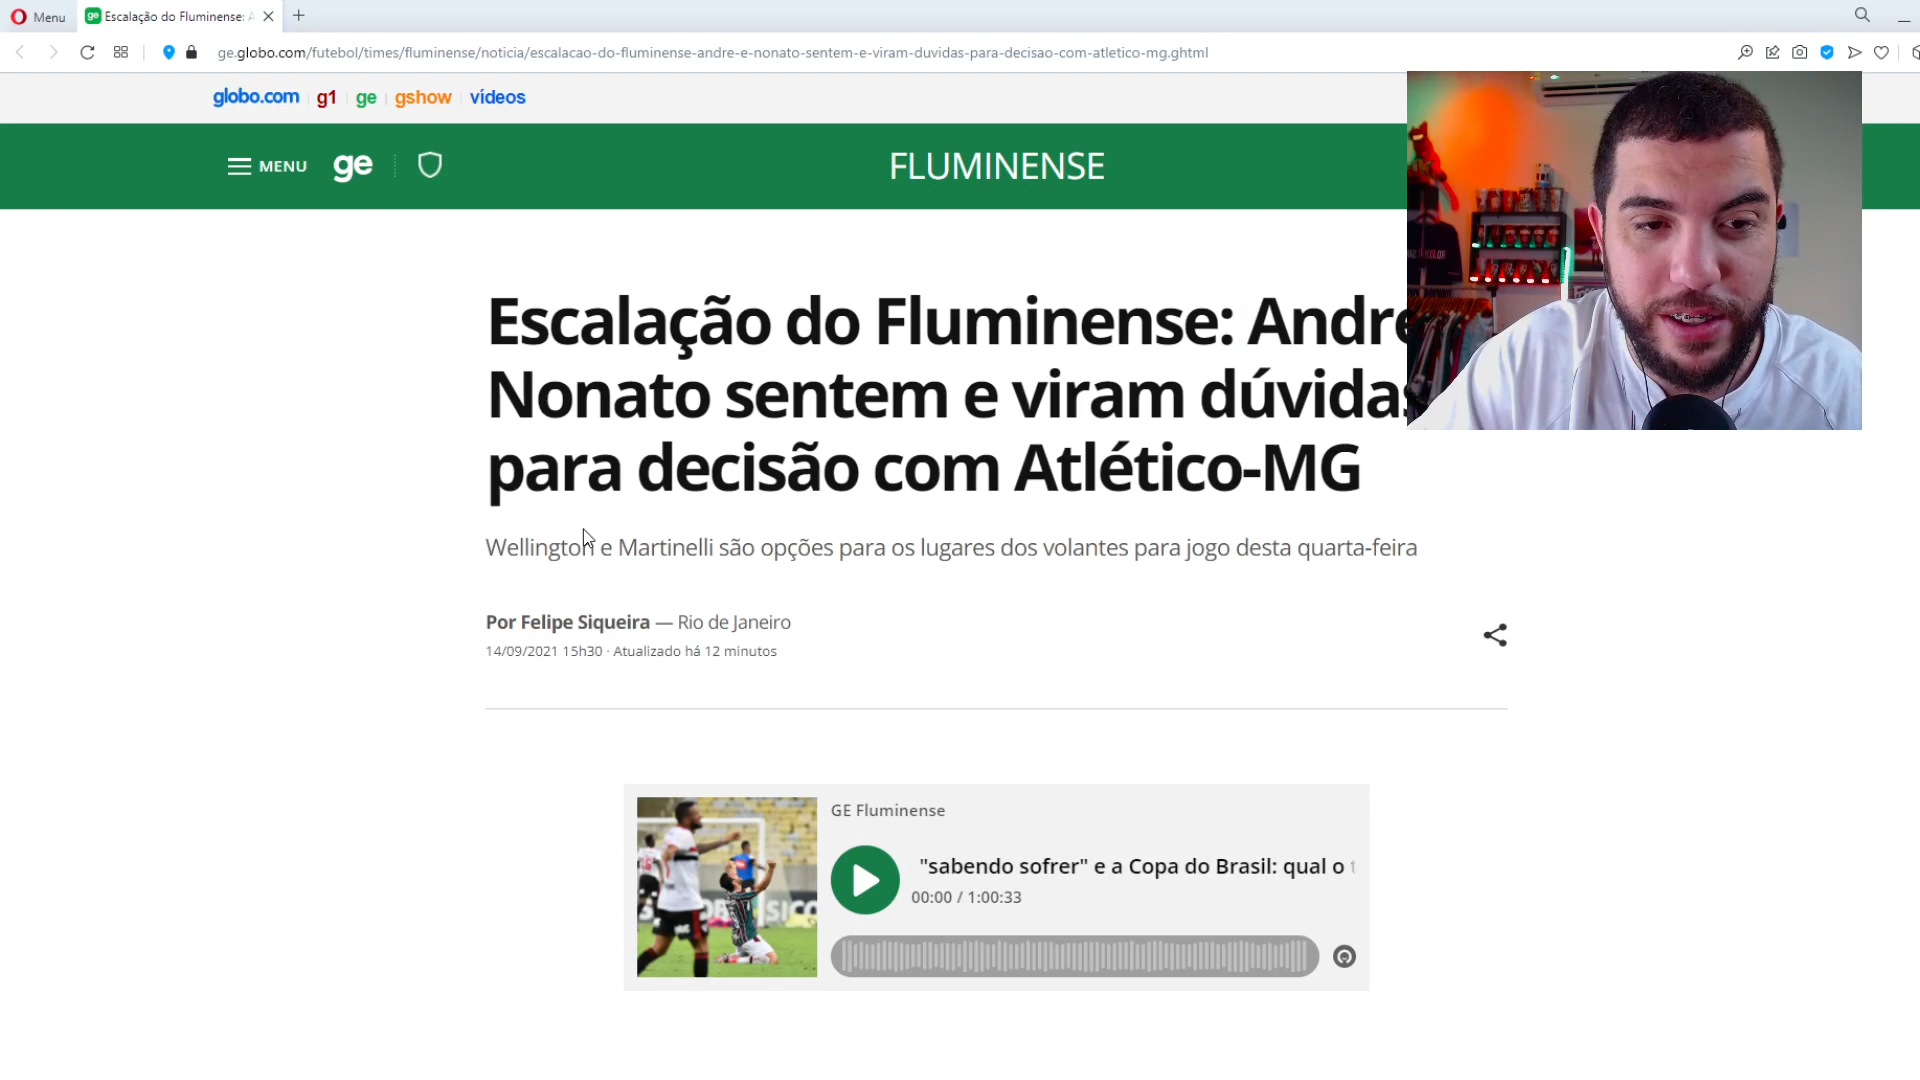 Menu
Escalação do Fluminense:
ge.globo.com/futebol/times/fluminense/noticia/escalacao-do-fluminense-andre-e-nonato-sentem-e-viram-duvidas-para-decisao-com-atletico-mg.ghtml
globo.com g1 ge gshow vídeos
MENU ge
FLUMINENSE
Escalação do Fluminense: Andre
Nonato sentem e viram dúvidas
para decisão com Atlético-MG
Wellington e Martinelli são opções para os lugares dos volantes para jogo desta quarta-feira
Por Felipe Siqueira — Rio de Janeiro
14/09/2021 15h30 · Atualizado há 12 minutos
GE Fluminense
"sabendo sofrer" e a Copa do Brasil: qual o
00:00 / 1:00:33